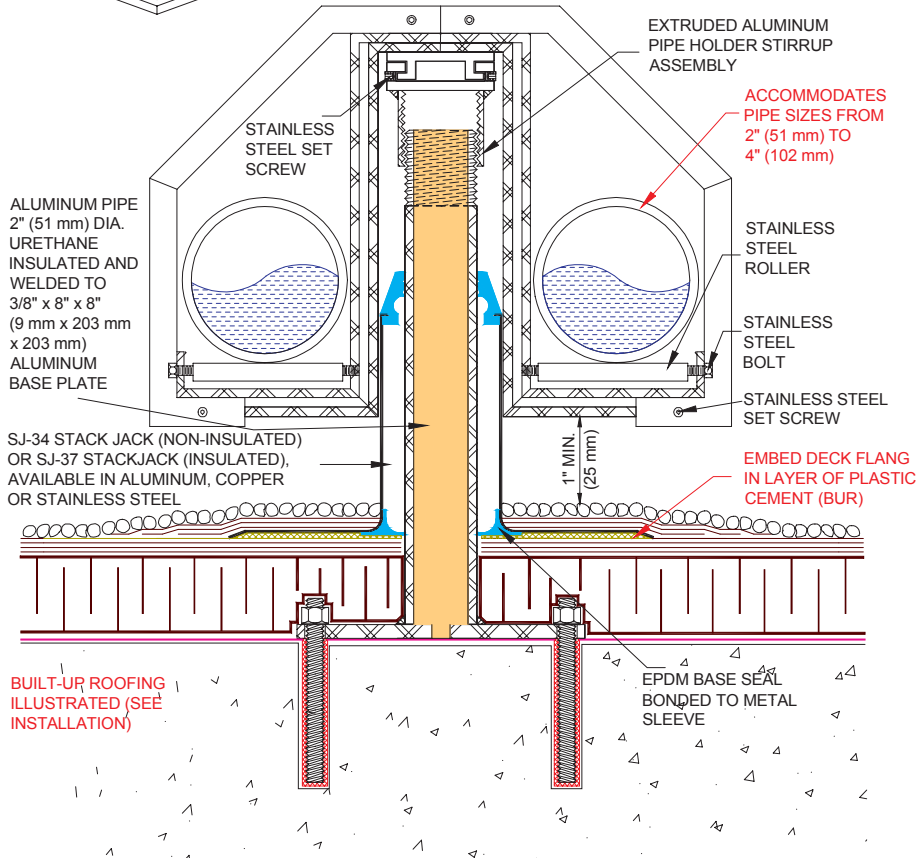 EXTRUDED ALUMINUM
PIPE HOLDER STIRRUP
ASSEMBLY
ACCOMMODATES
PIPE SIZES FROM
2" (51 mm) TO
4" (102 mm)
STAINLESS
STEEL SET
SCREW
ALUMINUM PIPE
2" (51 mm) DIA.
URETHANE
INSULATED AND
WELDED TO
3/8" x 8" x 8"
(9 mm x 203 mm
x 203 mm)
ALUMINUM
BASE PLATE
STAINLESS
STEEL
ROLLER
STAINLESS
STEEL
BOLT
STAINLESS STEEL
SET SCREW
SJ-34 STACK JACK (NON-INSULATED)
OR SJ-37 STACKJACK (INSULATED),
AVAILABLE IN ALUMINUM, COPPER
OR STAINLESS STEEL
1" MIN.
(25 mm)
EMBED DECK FLANG
IN LAYER OF PLASTIC
CEMENT (BUR)
BUILT-UP ROOFING
ILLUSTRATED (SEE
INSTALLATION)
EPDM BASE SEAL
BONDED TO METAL
SLEEVE